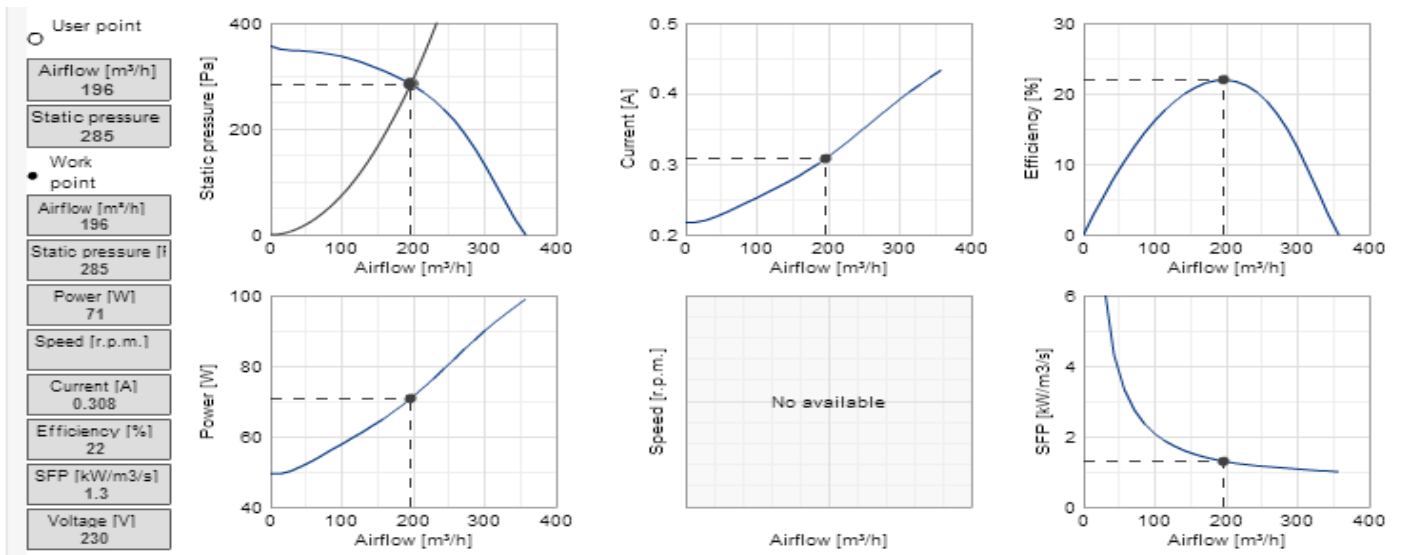 User point
Airflow [m³/h]
196
Static pressure
285
Work
point
Airflow [m³/h]
196
Static pressure [
285
Power [W]
71
Speed [r.p.m.]
Current [A]
0.308
Efficiency [%]
22
SFP [kW/m3/s]
1.3
Voltage [V]
230
400
200
0
Static pressure [Pa]
0 100 200 300 400
Airflow [m³/h]
0.5
0.4
0.3
0.2
Current [A]
0 100 200 300 400
Airflow [m³/h]
30
20
10
0
Efficiency [%]
0 100 200 300 400
Airflow [m³/h]
100
80
60
40
Power [W]
0 100 200 300 400
Airflow [m³/h]
Speed [r.p.m.]
No available
Airflow [m³/h]
6
4
2
0
SFP [kW/m3/s]
0 100 200 300 400
Airflow [m³/h]